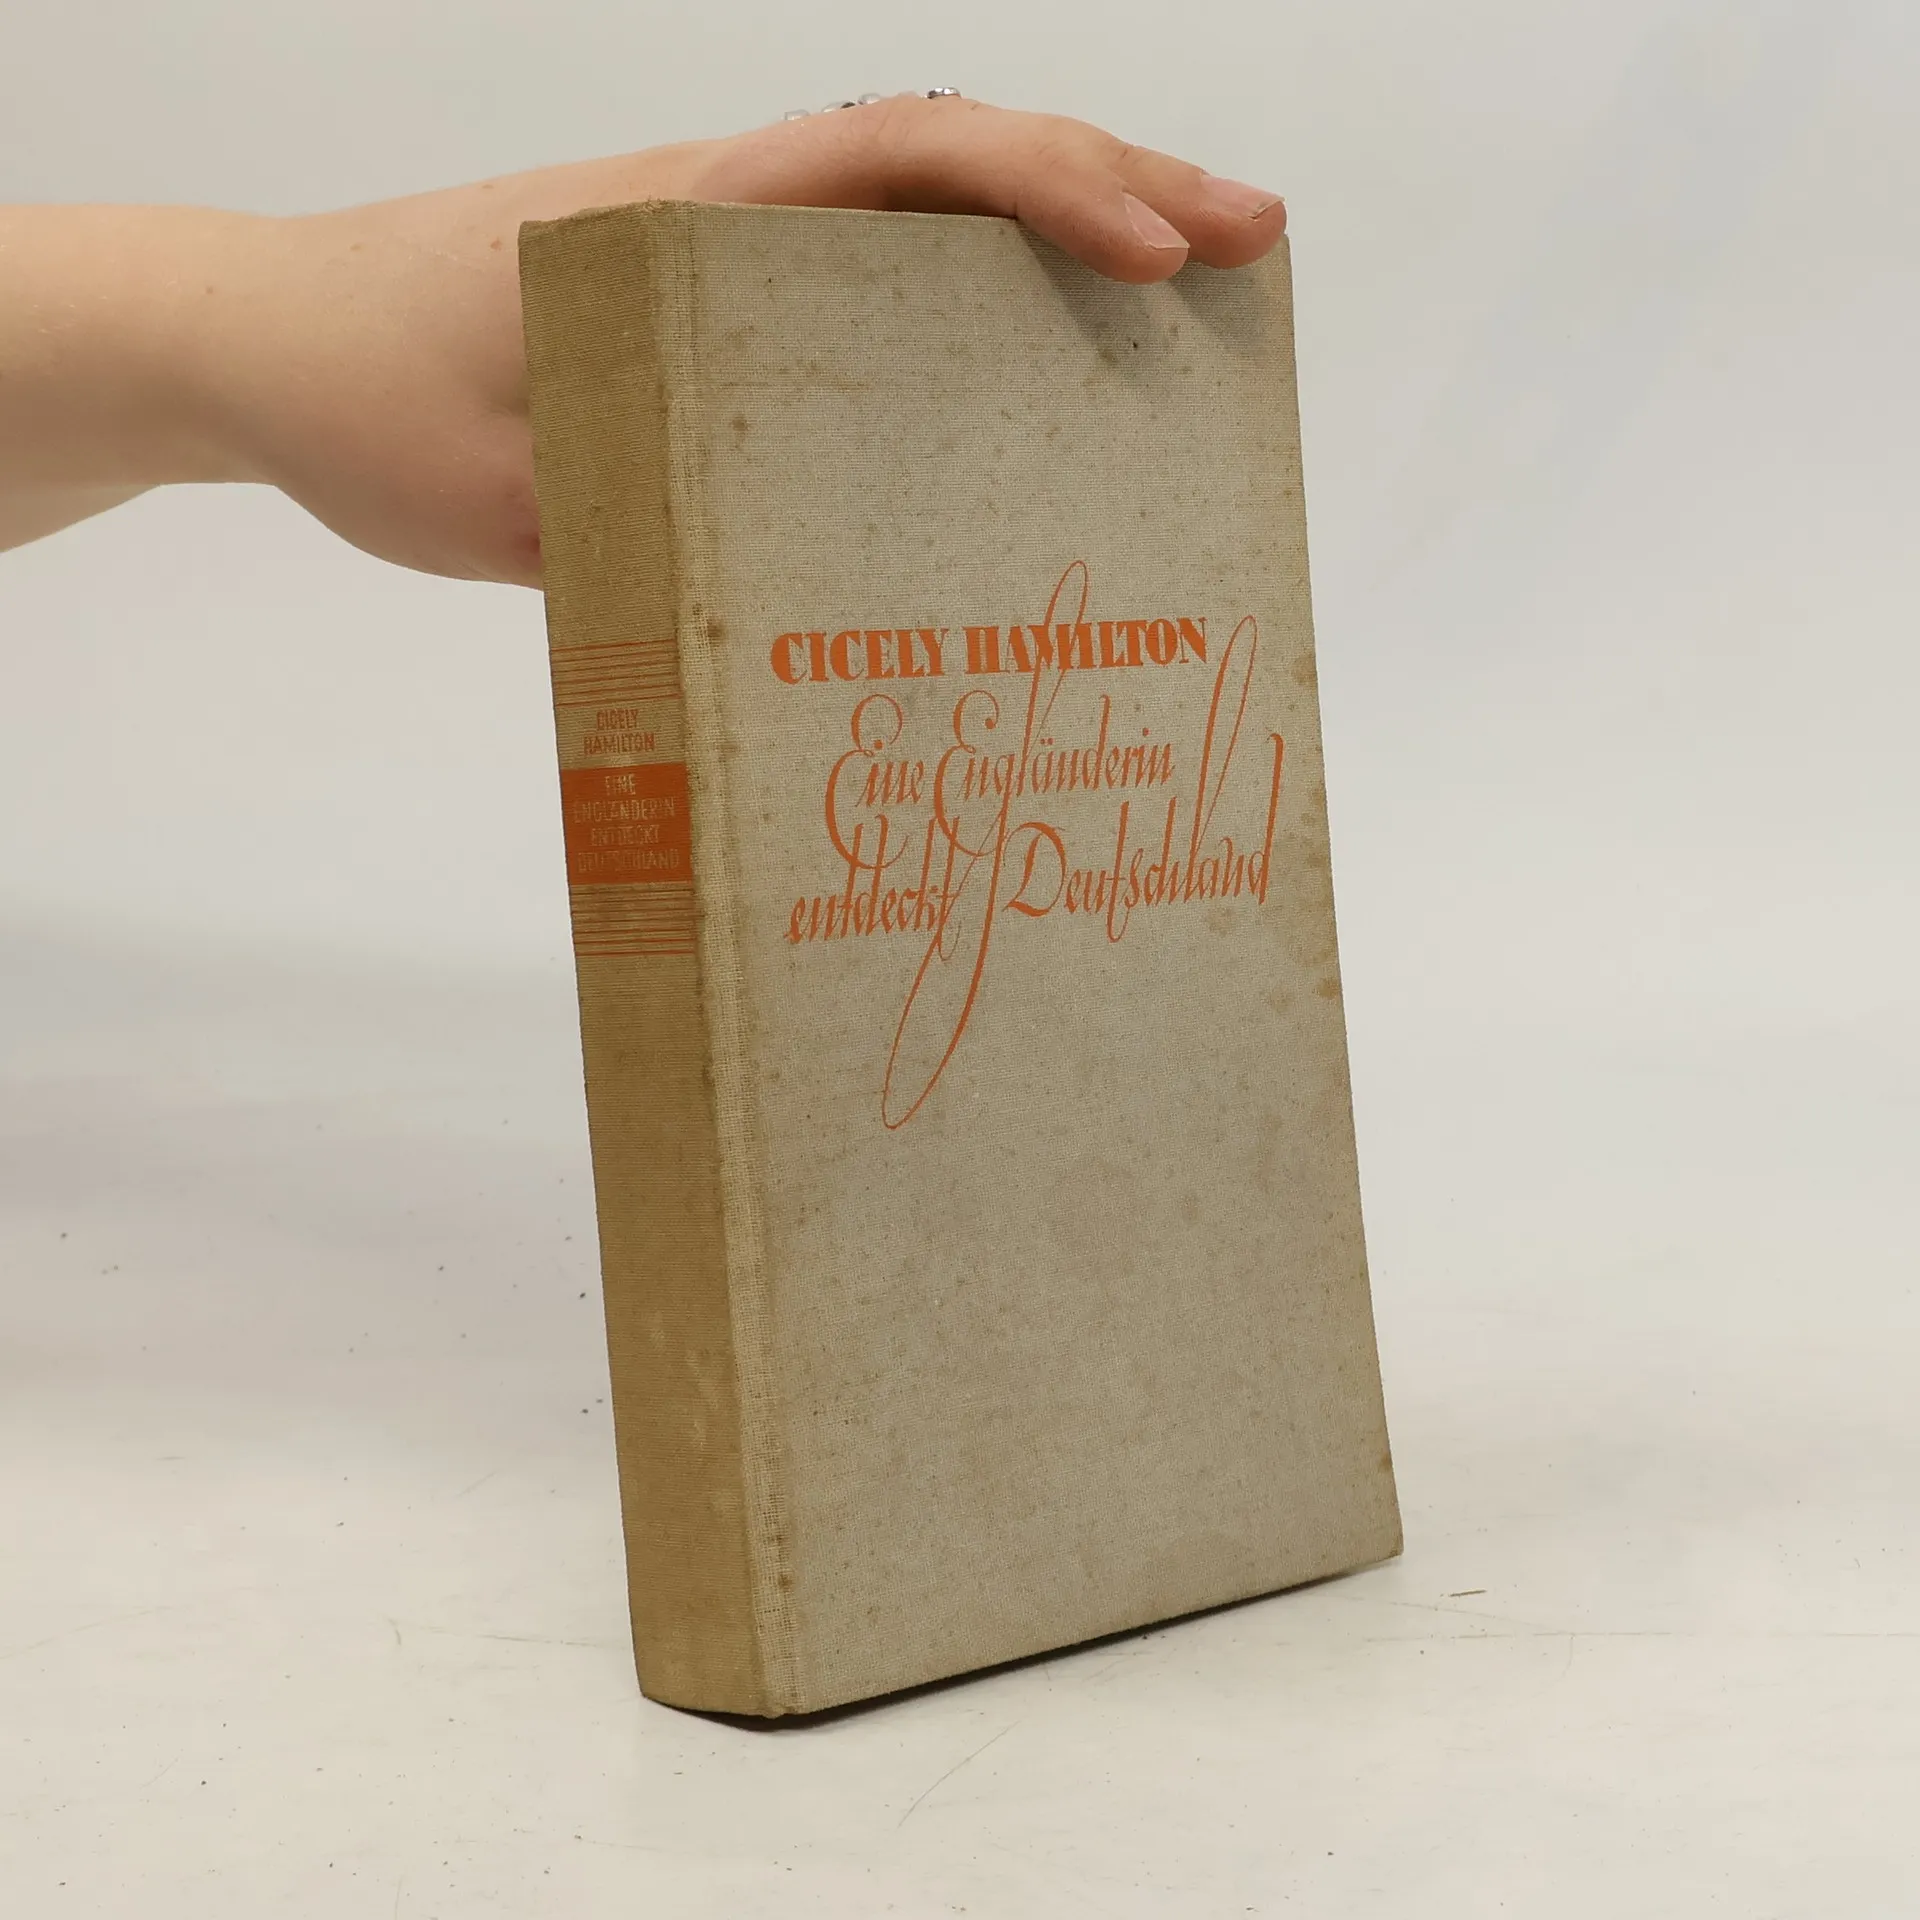 CICELY HAMILTON
Eine Engländerin
entdeckt Deutschland
CICELY
HAMILTON
EINE
ENGLÄNDERIN
ENTDECKT
DEUTSCHLAND